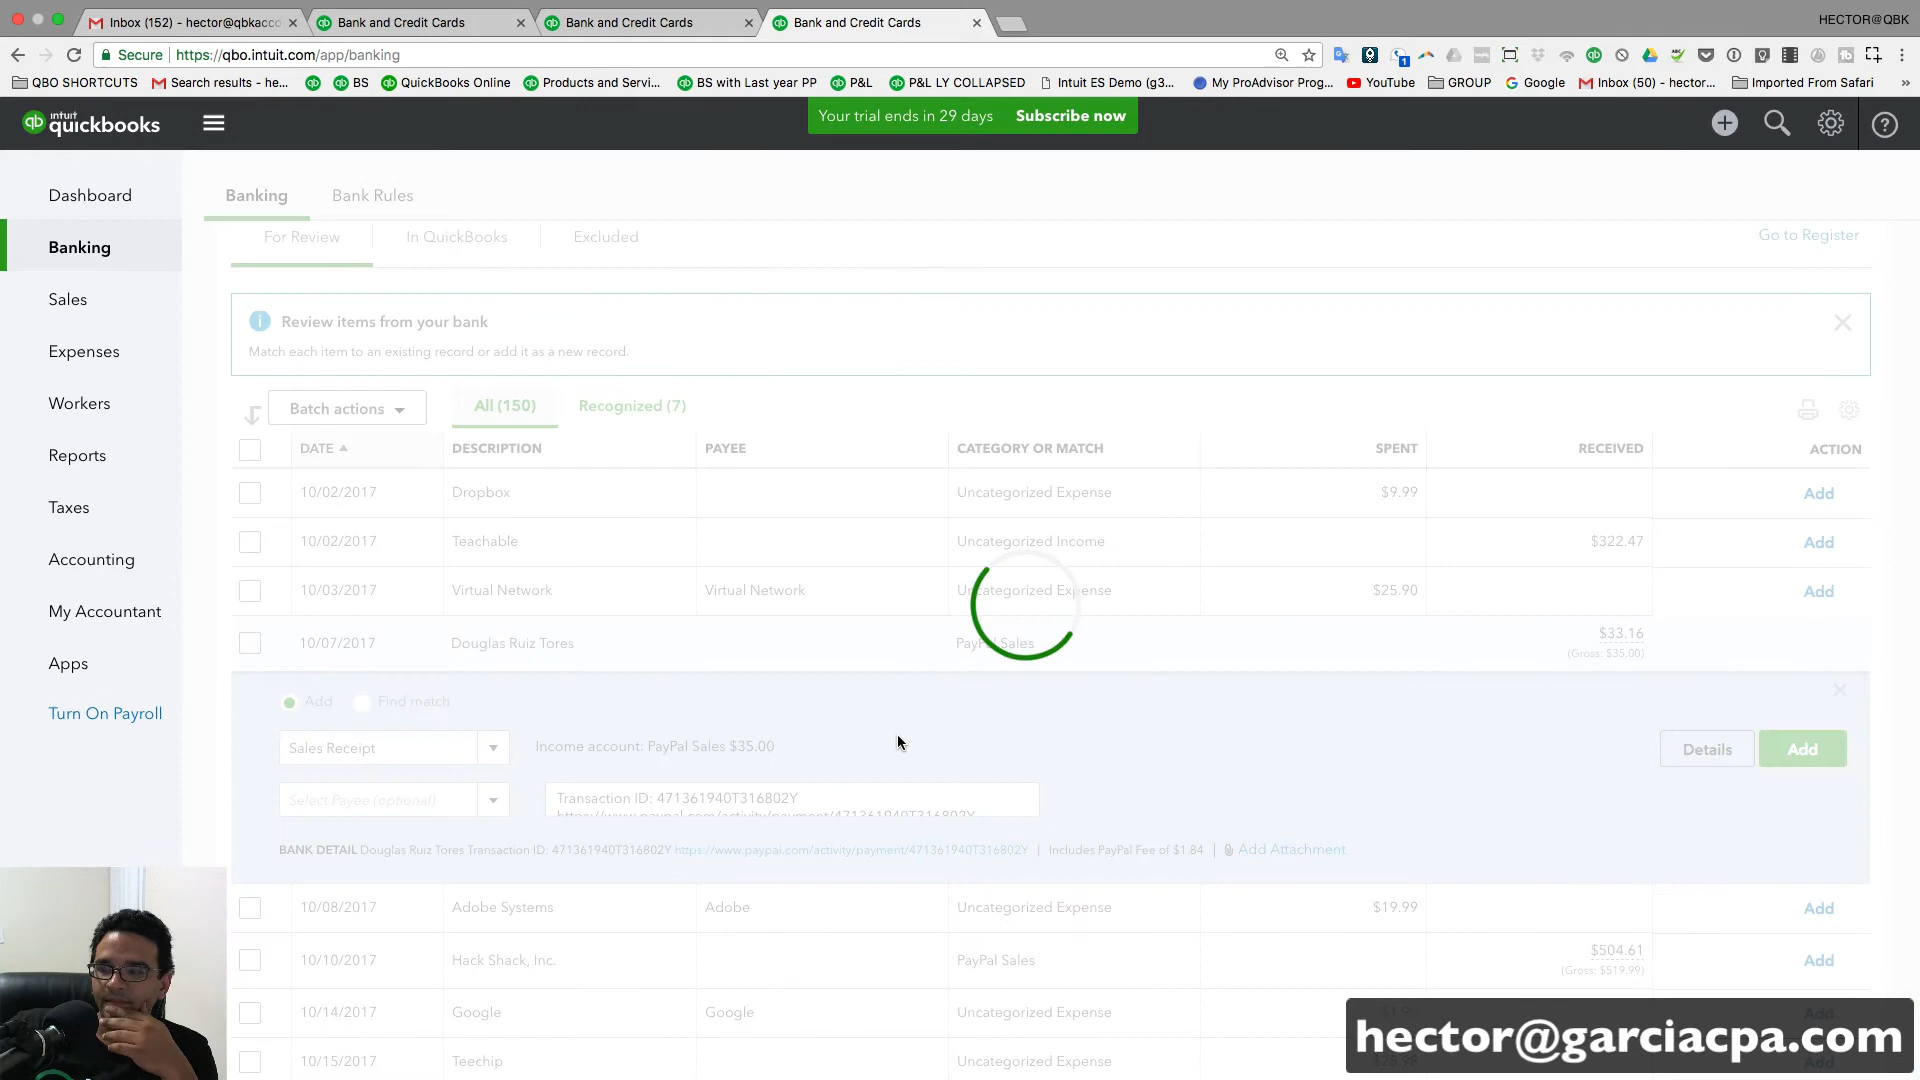 Inbox (152) - hector@qbkacco
Bank and Credit Cards
Bank and Credit Cards
Bank and Credit Cards
HECTOR@QBK
Secure
https://qbo.intuit.com/app/banking
QBO SHORTCUTS
Search results - he...
BS
QuickBooks Online
Products and Servi...
BS with Last year PP
P&L
P&L LY COLLAPSED
Intuit ES Demo (g3...
My ProAdvisor Prog...
YouTube
GROUP
Google
Inbox (50) - hector...
Imported From Safari
intuit
quickbooks
Your trial ends in 29 days
Subscribe now
Dashboard
Banking
Sales
Expenses
Workers
Reports
Taxes
Accounting
My Accountant
Apps
Turn On Payroll
Banking
Bank Rules
For Review
In QuickBooks
Excluded
Go to Register
Review items from your bank
Match each item to an existing record or add it as a new record.
Batch actions
All (150)
Recognized (7)
DATE DESCRIPTION PAYEE CATEGORY OR MATCH SPENT RECEIVED ACTION
10/02/2017 Dropbox Uncategorized Expense $9.99 Add
10/02/2017 Teachable Uncategorized Income $322.47 Add
10/03/2017 Virtual Network Virtual Network Uncategorized Expense $25.90 Add
10/07/2017 Douglas Ruiz Tores PayPal Sales $33.16
(Gross: $35.00)
Add
Find match
Sales Receipt
Income account: PayPal Sales $35.00
Details
Add
Select Payee (optional)
Transaction ID: 471361940T316802Y
https://www.paypal.com/activity/payment/471361940T316802Y
BANK DETAIL Douglas Ruiz Tores Transaction ID: 471361940T316802Y https://www.paypal.com/activity/payment/471361940T316802Y | Includes PayPal Fee of $1.84 | Add Attachment
10/08/2017 Adobe Systems Adobe Uncategorized Expense $19.99 Add
10/10/2017 Hack Shack, Inc. PayPal Sales $504.61 Add
(Gross: $519.99)
10/14/2017 Google Google Uncategorized Expense
10/15/2017 Teechip Uncategorized Expense
hector@garciacpa.com